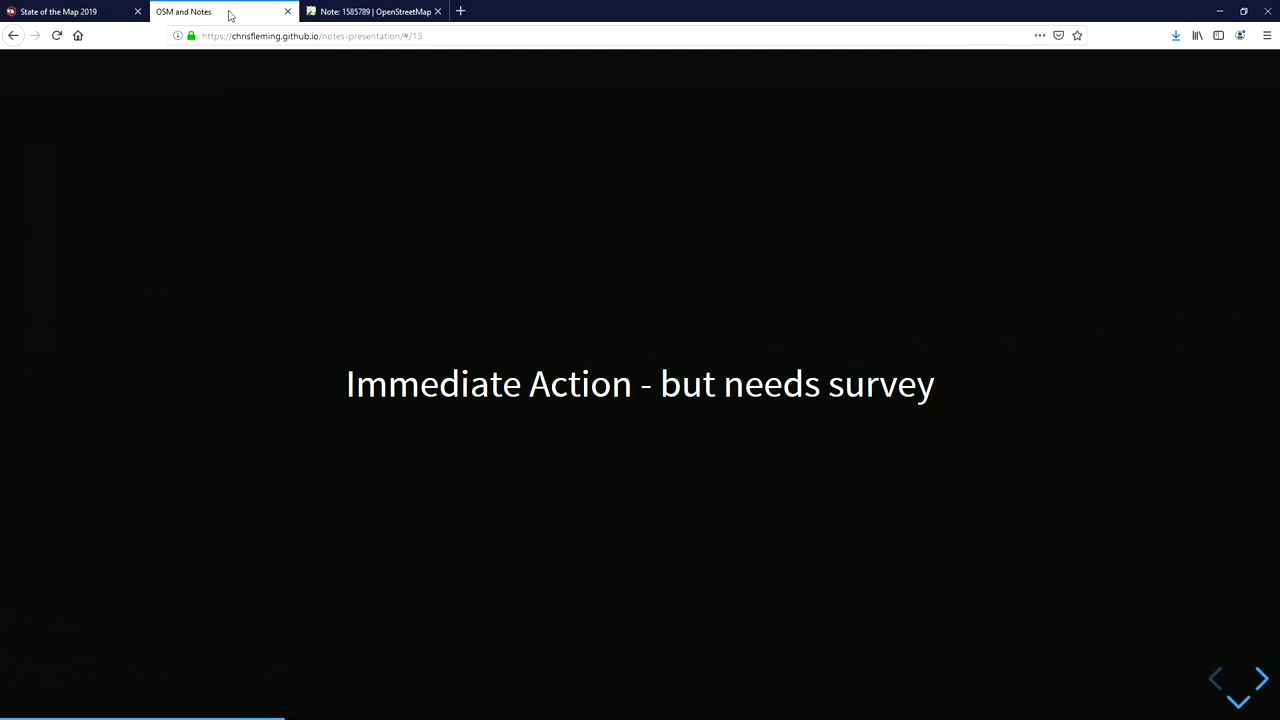 State of the Map 2019
OSM and Notes
Note: 1585789 | OpenStreetMap
https://chrisfleming.github.io/notes-presentation/#/13
Immediate Action - but needs survey